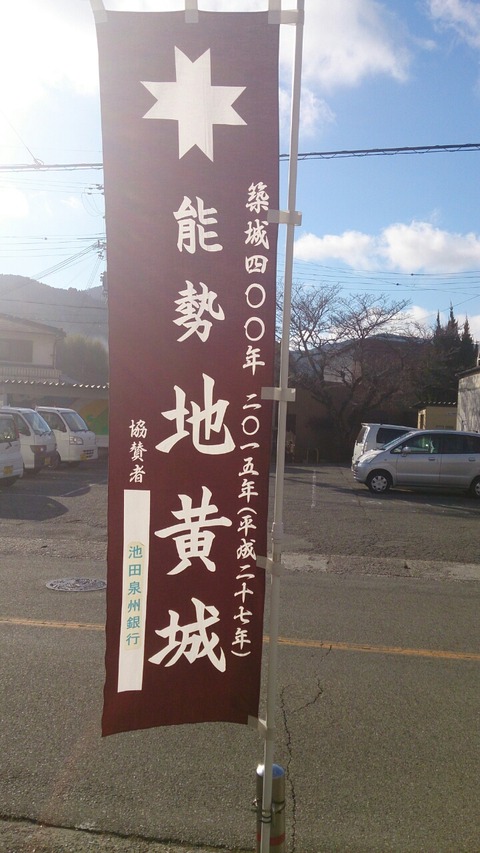 築城四〇〇年 二〇一五年(平成二十七年)
能勢 地黄城
協賛者
池田泉州銀行